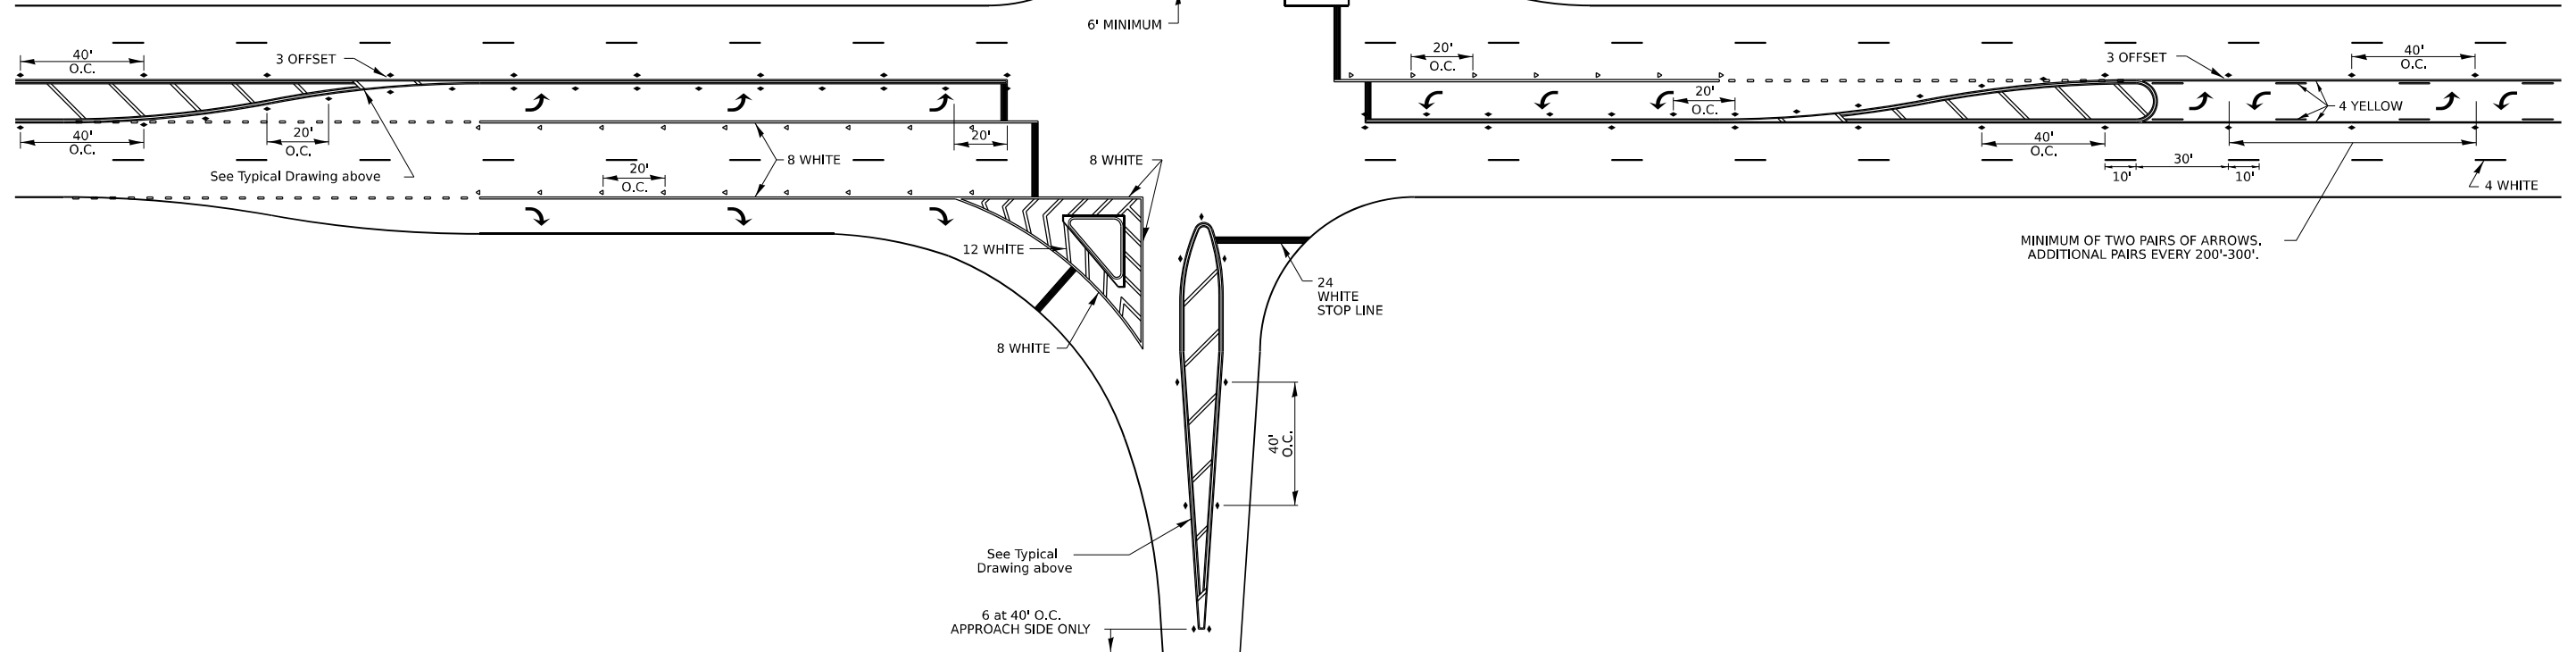 6' MINIMUM
40'
O.C.
3 OFFSET
20'
O.C.
3 OFFSET
40'
O.C.
20'
O.C.
4 YELLOW
40'
O.C.
20'
O.C.
20'
40'
O.C.
30'
10'
10'
See Typical Drawing above
20'
O.C.
8 WHITE
8 WHITE
4 WHITE
12 WHITE
MINIMUM OF TWO PAIRS OF ARROWS.
ADDITIONAL PAIRS EVERY 200'-300'.
24
WHITE
STOP LINE
8 WHITE
40'
O.C.
See Typical
Drawing above
6 at 40' O.C.
APPROACH SIDE ONLY